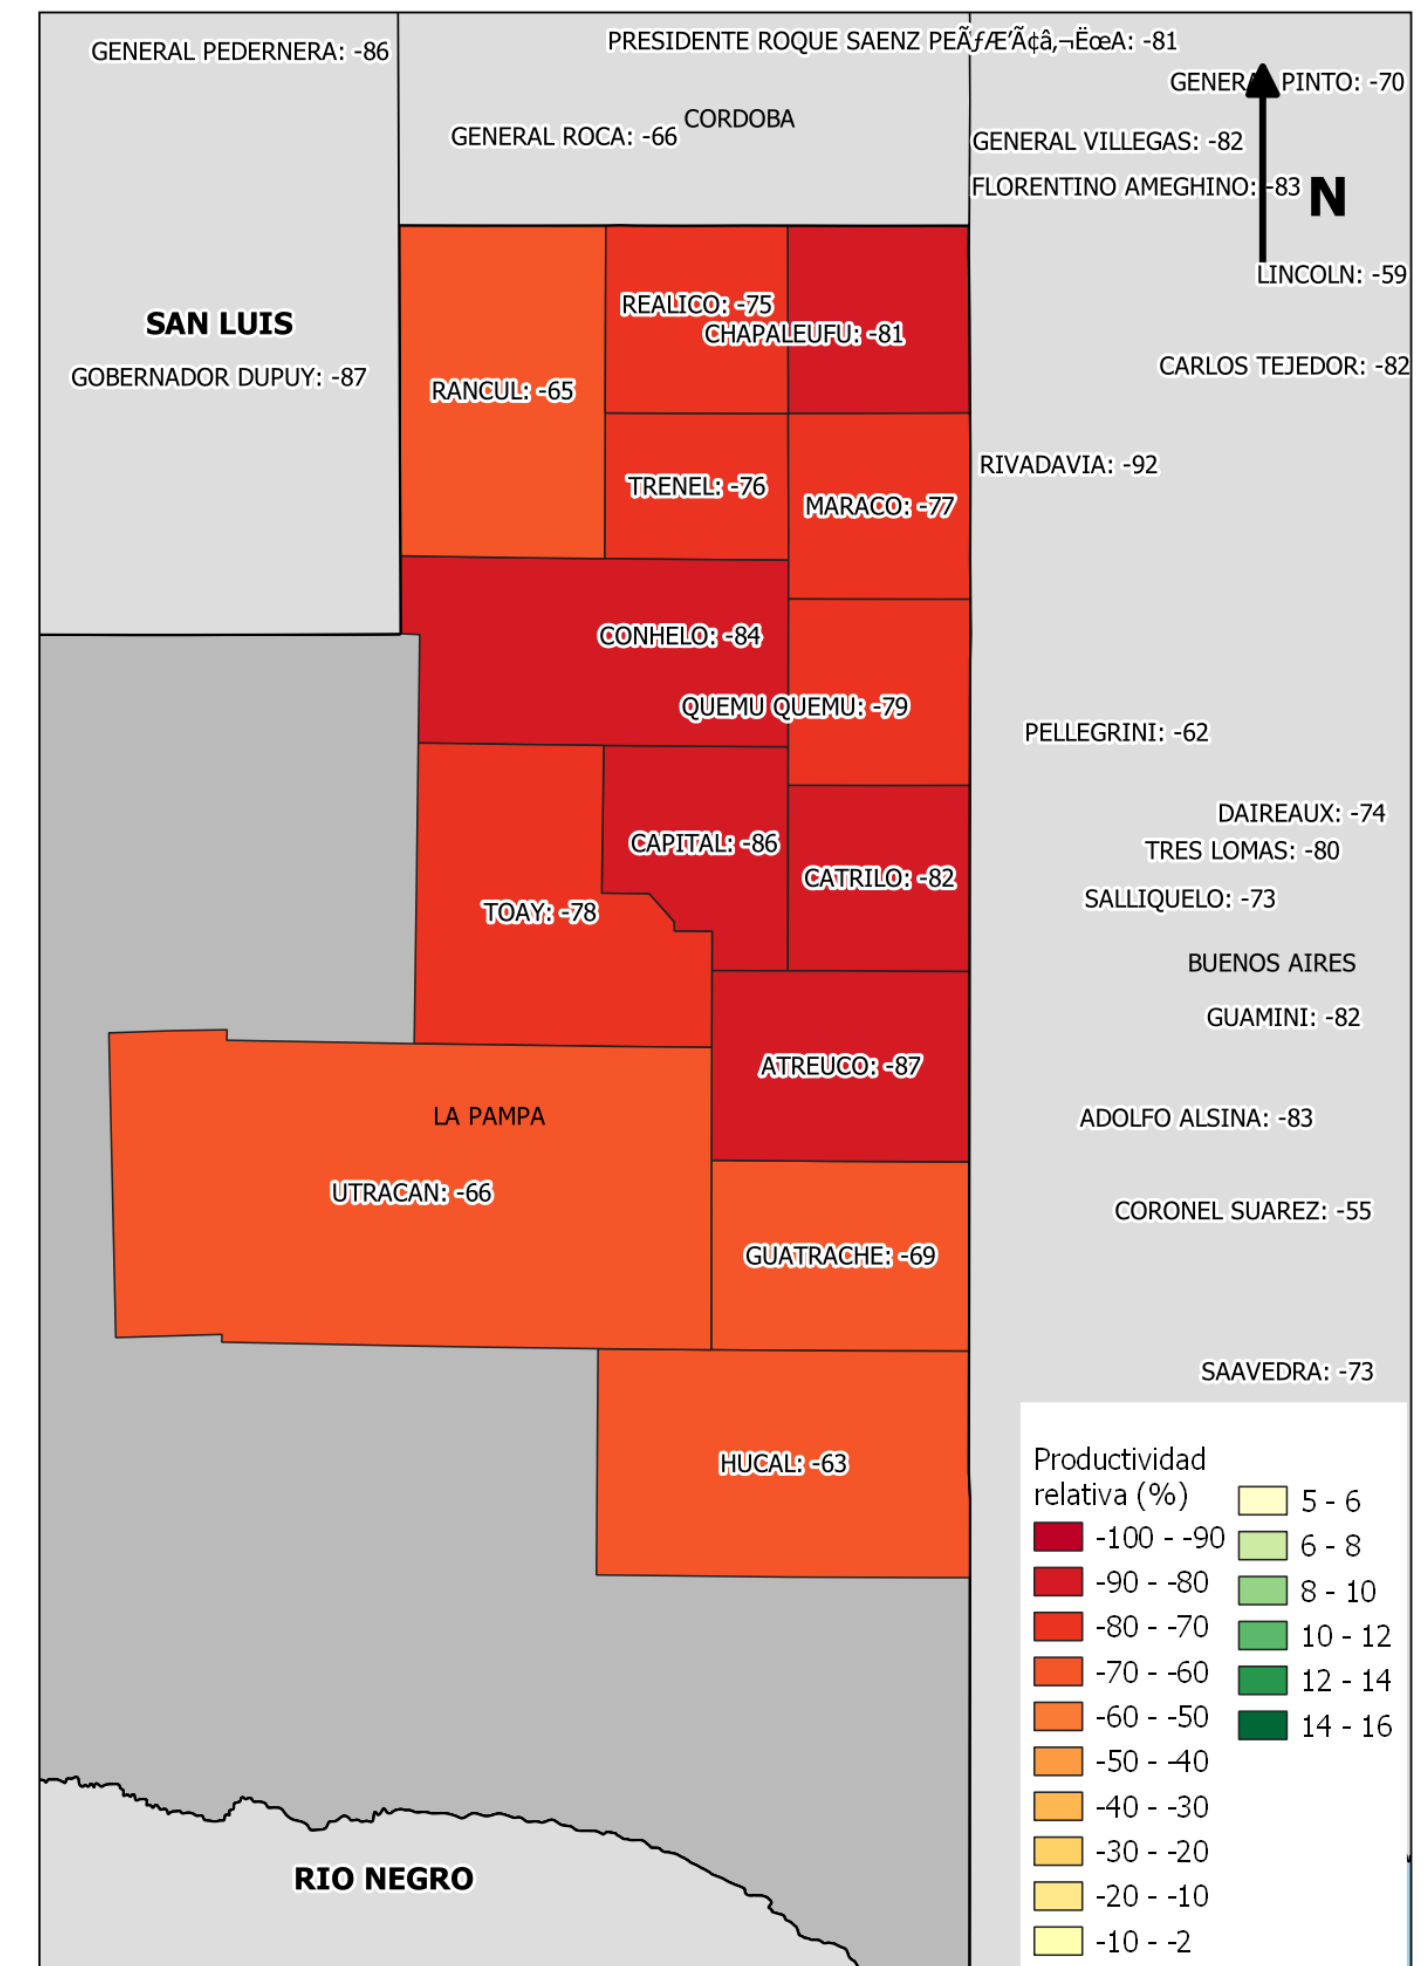 PRESIDENTE ROQUE SAENZ PEÃƒÆ’Ã¢â‚¬ËœA: -81
GENERAL PEDERNERA: -86
GENERAL PINTO: -70
CORDOBA
GENERAL ROCA: -66
GENERAL VILLEGAS: -82
FLORENTINO AMEGHINO: -83
N
LINCOLN: -59
REALICO: -75
SAN LUIS
CHAPALEUFU: -81
CARLOS TEJEDOR: -82
GOBERNADOR DUPUY: -87
RANCUL: -65
RIVADAVIA: -92
TRENEL: -76
MARACO: -77
CONHELO: -84
QUEMU QUEMU: -79
PELLEGRINI: -62
DAIREAUX: -74
CAPITAL: -86
TRES LOMAS: -80
CATRILO: -82
SALLIQUELO: -73
TOAY: -78
BUENOS AIRES
GUAMINI: -82
ATREUCO: -87
LA PAMPA
ADOLFO ALSINA: -83
UTRACAN: -66
CORONEL SUAREZ: -55
GUATRACHE: -69
SAAVEDRA: -73
HUCAL: -63
Productividad
relativa (%)
-100 - -90
-90 - -80
-80 - -70
-70 - -60
-60 - -50
-50 - -40
-40 - -30
-30 - -20
-20 - -10
-10 - -2
5 - 6
6 - 8
8 - 10
10 - 12
12 - 14
14 - 16
RIO NEGRO